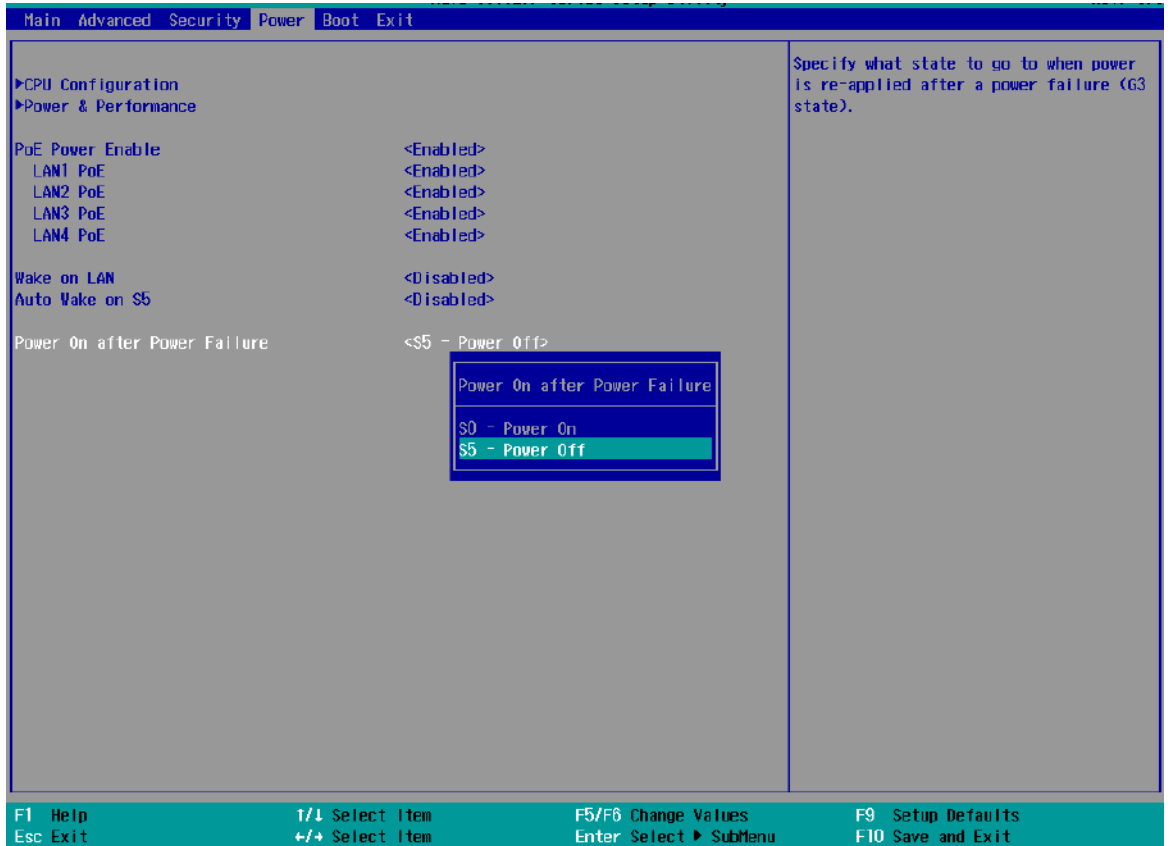 Main Advanced Security Power Boot Exit
▶CPU Configuration
▶Power & Performance
PoE Power Enable <Enabled>
LAN1 PoE <Enabled>
LAN2 PoE <Enabled>
LAN3 PoE <Enabled>
LAN4 PoE <Enabled>
Wake on LAN <Disabled>
Auto Wake on S5 <Disabled>
Power On after Power Failure <S5 - Power Off>
Power On after Power Failure
S0 - Power On
S5 - Power Off
Specify what state to go to when power
is re-applied after a power failure (G3
state).
F1 Help ↑/↓ Select Item F5/F6 Change Values F9 Setup Defaults
Esc Exit ←/→ Select Item Enter Select ▶ SubMenu F10 Save and Exit